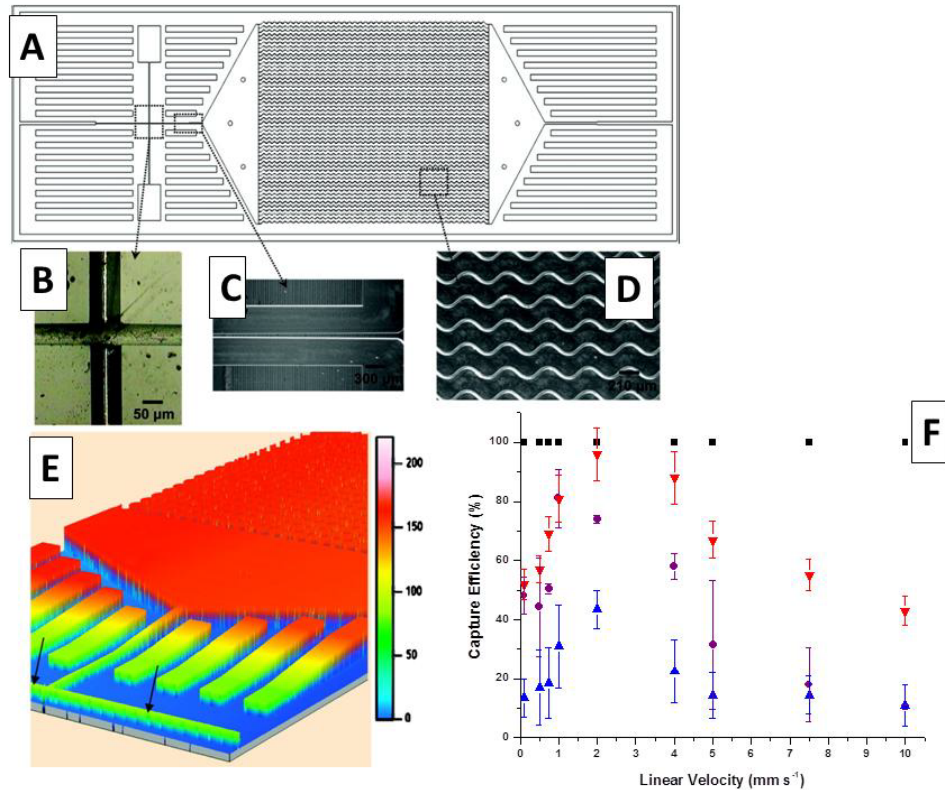 A
B
50 µm
C
300 µm
D
210 µm
E
200
150
100
50
0
F
100
80
60
40
20
0
Capture Efficiency (%)
0 1 2 3 4 5 6 7 8 9 10
Linear Velocity (mm s⁻¹)